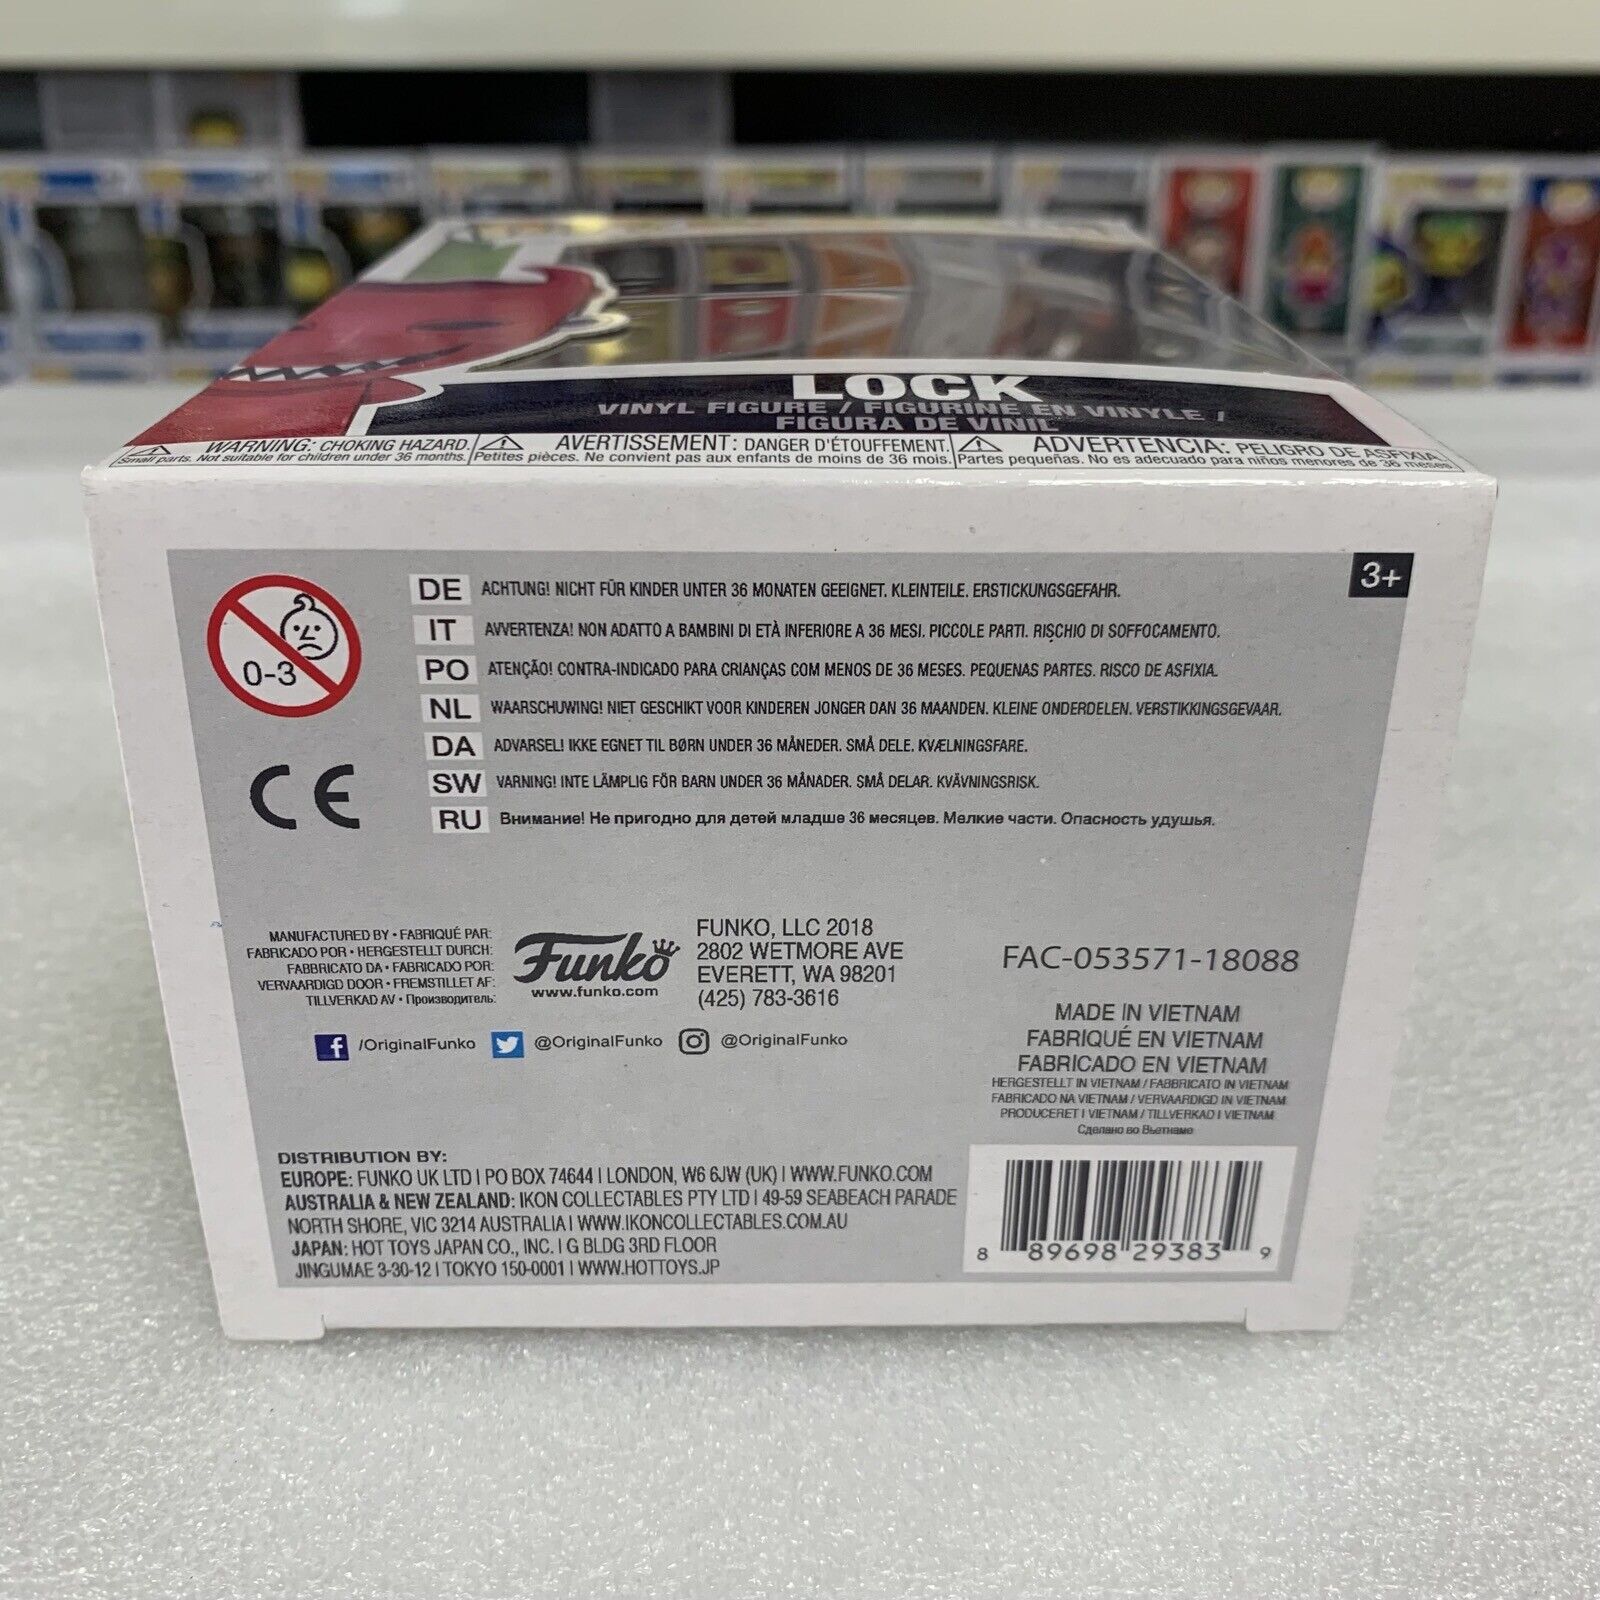 LOCK
VINYL FIGURE / FIGURINE EN VINYLE /
FIGURA DE VINIL
WARNING: CHOKING HAZARD.
Small parts. Not suitable for children under 36 months.
AVERTISSEMENT: DANGER D'ÉTOUFFEMENT.
Petites pièces. Ne convient pas aux enfants de moins de 36 mois.
ADVERTENCIA: PELIGRO DE ASFIXIA.
Partes pequeñas. No es adecuado para niños menores de 36 meses
3+
0-3
DE ACHTUNG! NICHT FÜR KINDER UNTER 36 MONATEN GEEIGNET. KLEINTEILE. ERSTICKUNGSGEFAHR.
IT AVVERTENZA! NON ADATTO A BAMBINI DI ETÀ INFERIORE A 36 MESI. PICCOLE PARTI. RISCHIO DI SOFFOCAMENTO.
PO ATENÇÃO! CONTRA-INDICADO PARA CRIANÇAS COM MENOS DE 36 MESES. PEQUENAS PARTES. RISCO DE ASFIXIA.
NL WAARSCHUWING! NIET GESCHIKT VOOR KINDEREN JONGER DAN 36 MAANDEN. KLEINE ONDERDELEN. VERSTIKKINGSGEVAAR.
DA ADVARSEL! IKKE EGNET TIL BØRN UNDER 36 MÅNEDER. SMÅ DELE. KVÆLNINGSFARE.
SW VARNING! INTE LÄMPLIG FÖR BARN UNDER 36 MÅNADER. SMÅ DELAR. KVÄVNINGSRISK.
RU Внимание! Не пригодно для детей младше 36 месяцев. Мелкие части. Опасность удушья.
CE
MANUFACTURED BY • FABRIQUÉ PAR:
FABRICADO POR • HERGESTELLT DURCH:
FABBRICATO DA • FABRICADO POR:
VERVAARDIGD DOOR • FREMSTILLET AF:
TILLVERKAD AV • Производитель:
Funko
www.funko.com
FUNKO, LLC 2018
2802 WETMORE AVE
EVERETT, WA 98201
(425) 783-3616
f /OriginalFunko @OriginalFunko @OriginalFunko
FAC-053571-18088
MADE IN VIETNAM
FABRIQUÉ EN VIETNAM
FABRICADO EN VIETNAM
HERGESTELLT IN VIETNAM / FABBRICATO IN VIETNAM
FABRICADO NA VIETNAM / VERVAARDIGD IN VIETNAM
PRODUCERET I VIETNAM / TILLVERKAD I VIETNAM
Сделано во Вьетнаме
DISTRIBUTION BY:
EUROPE: FUNKO UK LTD I PO BOX 74644 I LONDON, W6 6JW (UK) I WWW.FUNKO.COM
AUSTRALIA & NEW ZEALAND: IKON COLLECTABLES PTY LTD I 49-59 SEABEACH PARADE
NORTH SHORE, VIC 3214 AUSTRALIA I WWW.IKONCOLLECTABLES.COM.AU
JAPAN: HOT TOYS JAPAN CO., INC. I G BLDG 3RD FLOOR
JINGUMAE 3-30-12 I TOKYO 150-0001 I WWW.HOTTOYS.JP
8 89698 29383 9